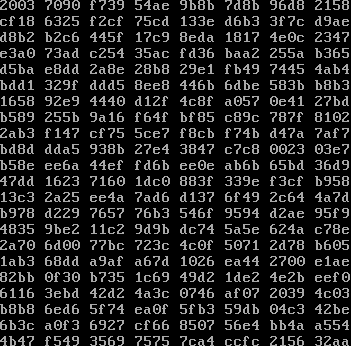 2003 7090 f739 54ae 9b8b 7d8b 96d8 2158
cf18 6325 f2cf 75cd 133e d6b3 3f7c d9ae
d8b2 b2c6 445f 17c9 8eda 1817 4e0c 2347
e3a0 73ad c254 35ac fd36 baa2 255a b365
d5ba e8dd 2a8e 28b8 29e1 fb49 7445 4ab4
bdd1 329f ddd5 8ee8 446b 6dbe 583b b8b3
1658 92e9 4440 d12f 4c8f a057 0e41 27bd
b589 255b 9a16 f64f bf85 c89c 787f 8102
2ab3 f147 cf75 5ce7 f8cb f74b d47a 7af7
bd8d dda5 938b 27e4 3847 c7c8 0023 03e7
b58e ee6a 44ef fd6b ee0e ab6b 65bd 36d9
47dd 1623 7160 1dc0 883f 339e f3cf b958
13c3 2a25 ee4a 7ad6 d137 6f49 2c64 4a7d
b978 d229 7657 76b3 546f 9594 d2ae 95f9
4835 9be2 11c2 9d9b dc74 5a5e 624a c78e
2a70 6d00 77bc 723c 4c0f 5071 2d78 b605
1ab3 68dd a9af a67d 1026 ea44 2700 e1ae
82bb 0f30 b735 1c69 49d2 1de2 4e2b eef0
6113 3ebd 42d2 4a3c 0746 af07 2039 4c03
b8b8 6ed6 5f74 ea0f 5fb3 59db 04c3 42be
6b3c a0f3 6927 cf66 8507 56e4 bb4a a554
4b47 f549 3569 7575 7ca4 ccfc 2156 32aa